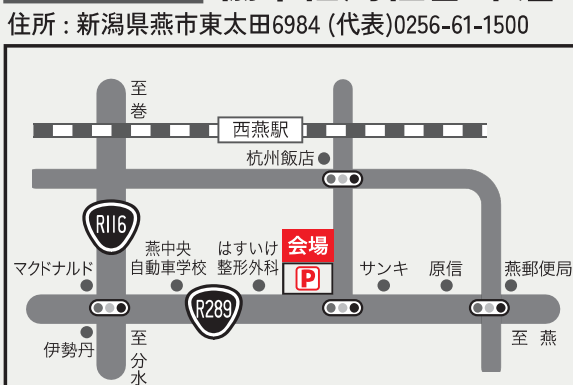 住所：新潟県燕市東太田6984 (代表)0256-61-1500
至
巻
西燕駅
杭州飯店
R116
燕中央
自動車学校
はすいけ
整形外科
会場
P
マクドナルド
サンキ
原信
燕郵便局
R289
伊勢丹
至
分
水
至 燕